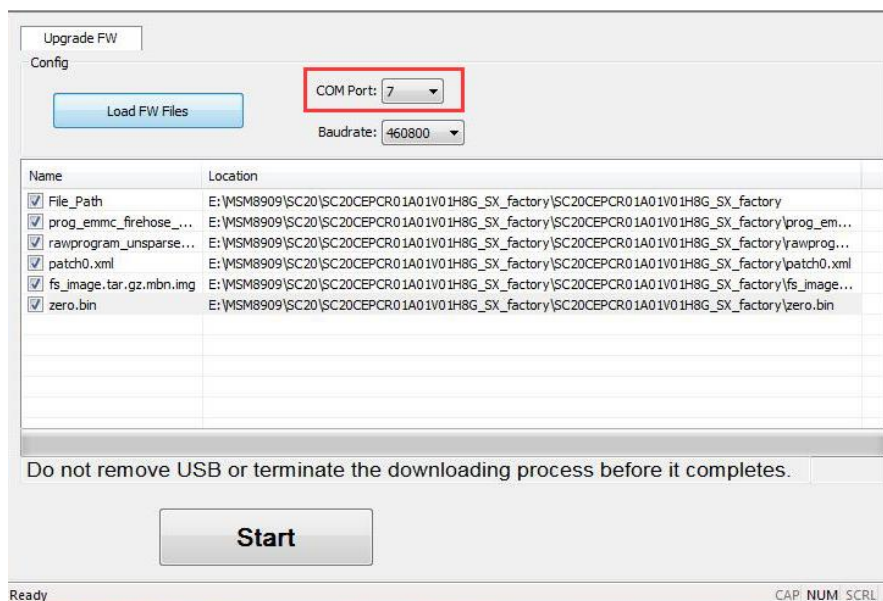 Upgrade FW
Config
Load FW Files
COM Port: 7
Baudrate: 460800
Name Location
File_Path E:\MSM8909\SC20\SC20CEPCR01A01V01H8G_SX_factory\SC20CEPCR01A01V01H8G_SX_factory
prog_emmc_firehose_... E:\MSM8909\SC20\SC20CEPCR01A01V01H8G_SX_factory\SC20CEPCR01A01V01H8G_SX_factory\prog_em...
rawprogram_unsparse... E:\MSM8909\SC20\SC20CEPCR01A01V01H8G_SX_factory\SC20CEPCR01A01V01H8G_SX_factory\rawprog...
patch0.xml E:\MSM8909\SC20\SC20CEPCR01A01V01H8G_SX_factory\SC20CEPCR01A01V01H8G_SX_factory\patch0.xml
fs_image.tar.gz.mbn.img E:\MSM8909\SC20\SC20CEPCR01A01V01H8G_SX_factory\SC20CEPCR01A01V01H8G_SX_factory\fs_image...
zero.bin E:\MSM8909\SC20\SC20CEPCR01A01V01H8G_SX_factory\SC20CEPCR01A01V01H8G_SX_factory\zero.bin
Do not remove USB or terminate the downloading process before it completes.
Start
Ready CAP NUM SCRL